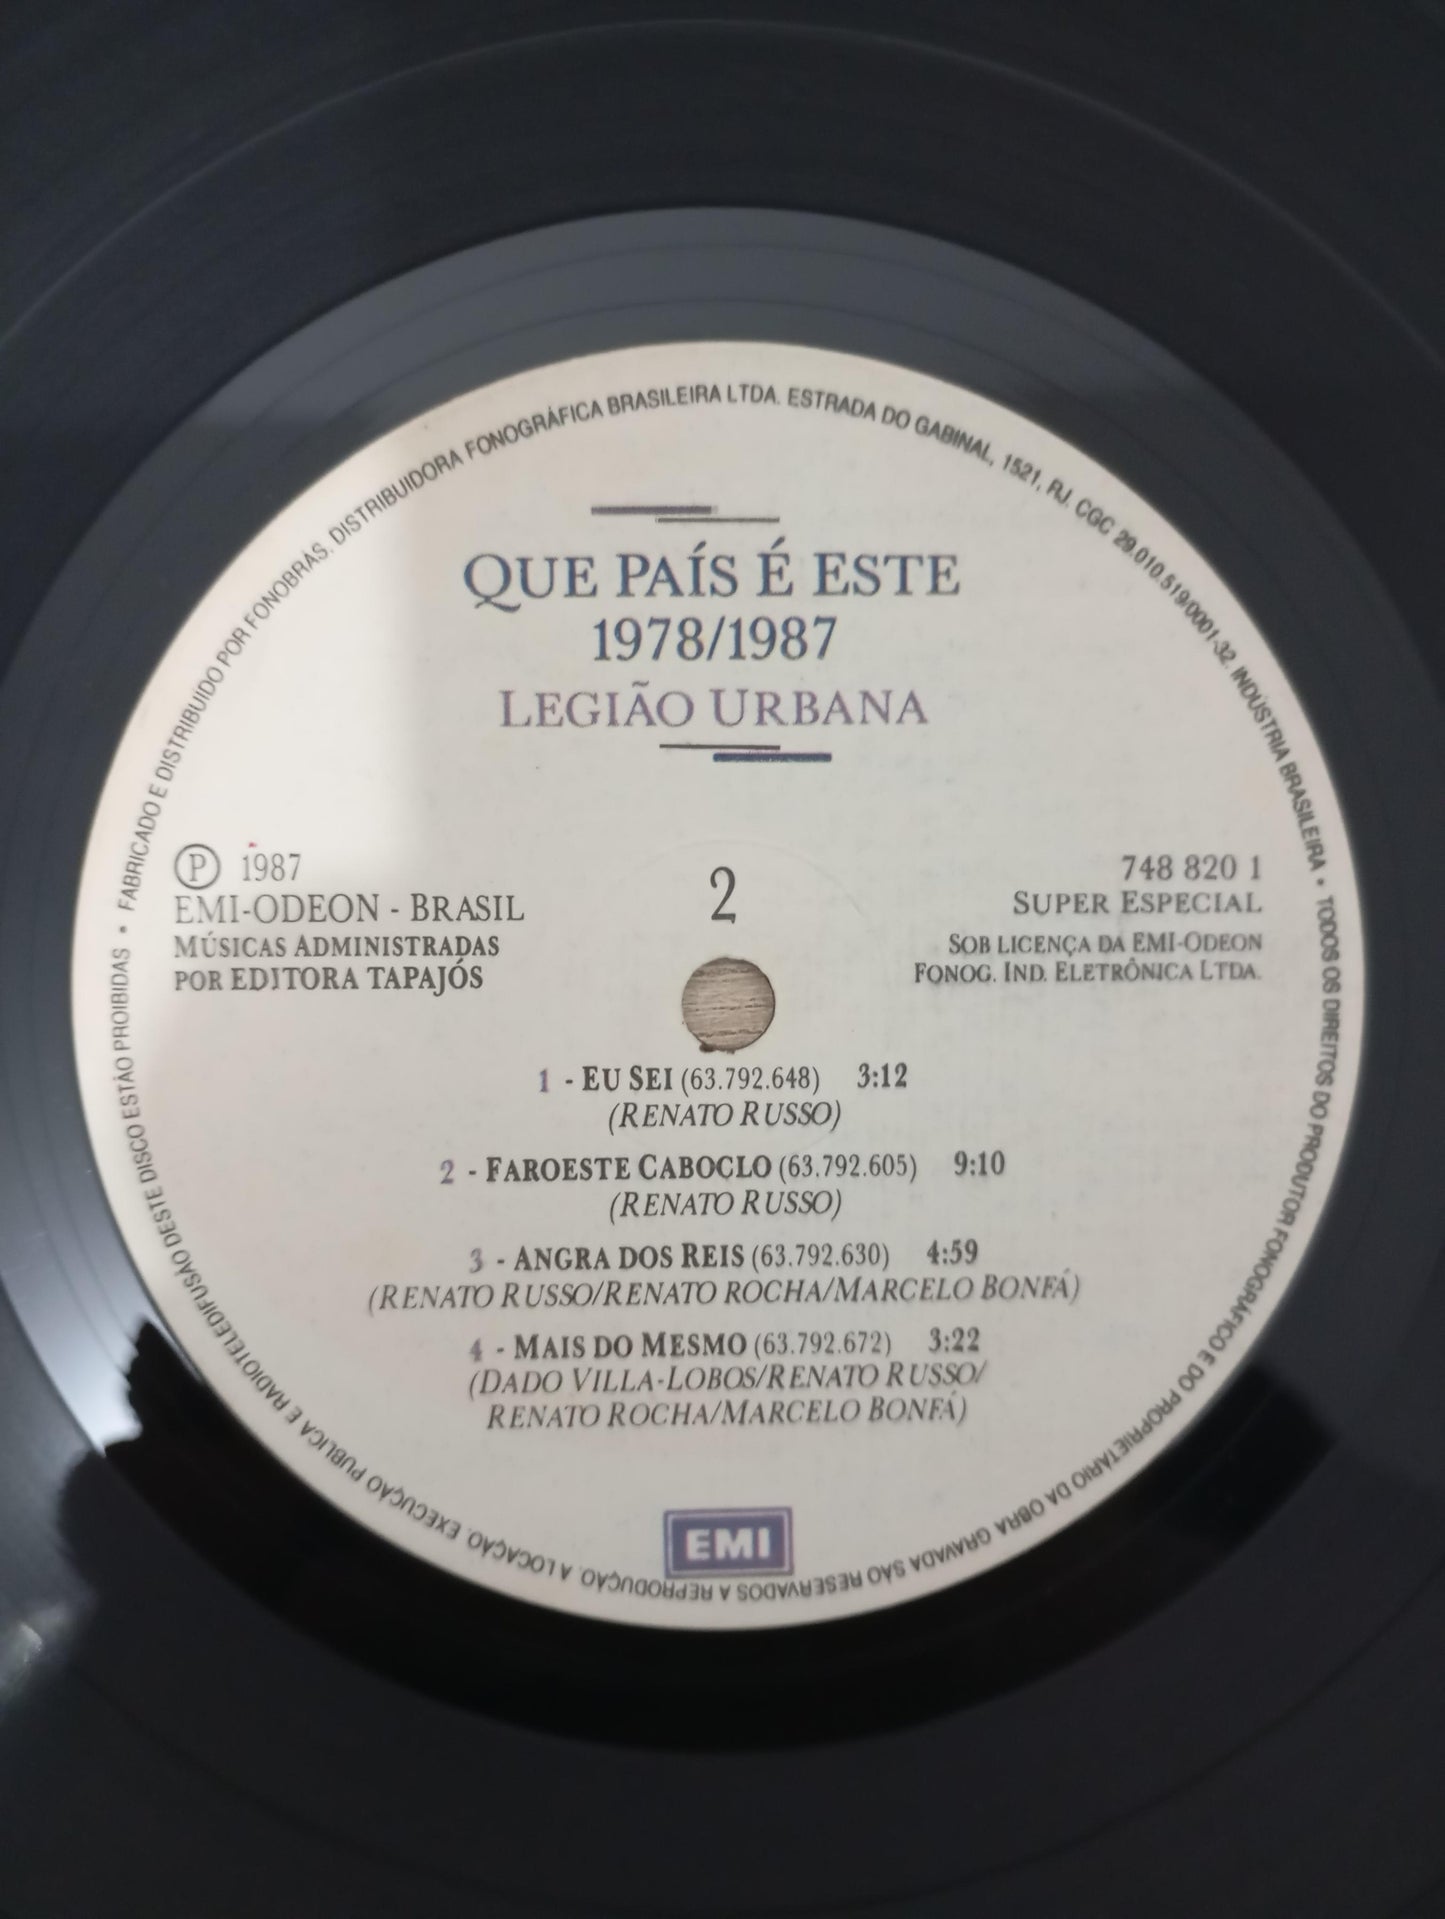 FABRICADO E DISTRIBUIDO POR FONOBRÁS. DISTRIBUIDORA FONOGRÁFICA BRASILEIRA LTDA. ESTRADA DO GABINAL, 1521, RJ. CGC 29.010.519/0001-32. INDÚSTRIA BRASILEIRA • TODOS OS DIREITOS DO PRODUTOR FONOGRÁFICO E DO PROPRIETÁRIO DA OBRA GRAVADA SÃO RESERVADOS A REPRODUÇÃO. A LOCAÇÃO. EXECUÇÃO PÚBLICA E RADIOTELEDIFUSÃO DESTE DISCO ESTÃO PROIBIDAS •
QUE PAÍS É ESTE
1978/1987
LEGIÃO URBANA
Ⓟ 1987
EMI-ODEON - BRASIL
MÚSICAS ADMINISTRADAS
POR EDITORA TAPAJÓS
2
748 820 1
SUPER ESPECIAL
SOB LICENÇA DA EMI-ODEON
FONOG. IND. ELETRÔNICA LTDA.
1 - EU SEI (63.792.648) 3:12
(RENATO RUSSO)
2 - FAROESTE CABOCLO (63.792.605) 9:10
(RENATO RUSSO)
3 - ANGRA DOS REIS (63.792.630) 4:59
(RENATO RUSSO/RENATO ROCHA/MARCELO BONFÁ)
4 - MAIS DO MESMO (63.792.672) 3:22
(DADO VILLA-LOBOS/RENATO RUSSO/
RENATO ROCHA/MARCELO BONFÁ)
EMI